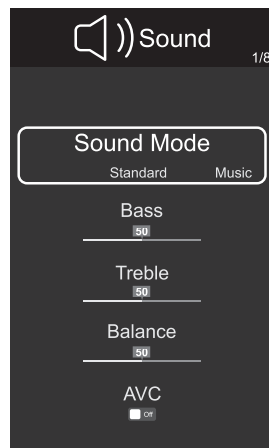 Sound
1/8
Sound Mode
Standard Music
Bass
50
Treble
50
Balance
50
AVC
Off